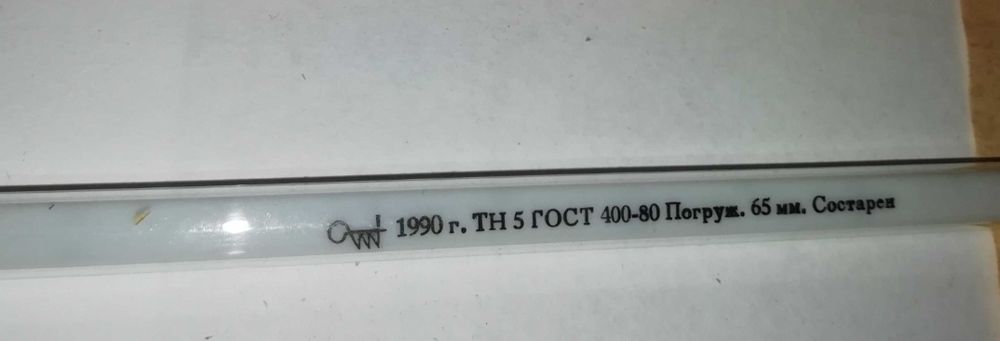 1990 г. ТН 5 ГОСТ 400-80 Погруж. 65 мм. Состарен